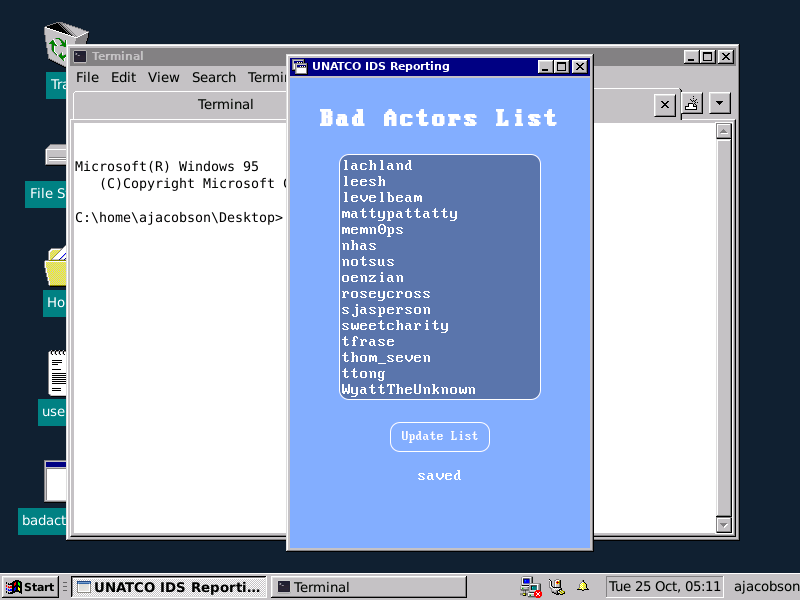 Terminal
File Edit View Search Termi
Terminal
Microsoft(R) Windows 95
(C)Copyright Microsoft
C:\home\ajacobson\Desktop>
UNATCO IDS Reporting
Bad Actors List
lachland
leesh
levelbeam
mattypattatty
memn0ps
nhas
notsus
oenzian
roseycross
sjasperson
sweetcharity
tfrase
thom_seven
ttong
WyattTheUnknown
Update List
saved
Tra
File S
Ho
use
badact
Start
UNATCO IDS Reporti...
Terminal
Tue 25 Oct, 05:11
ajacobson